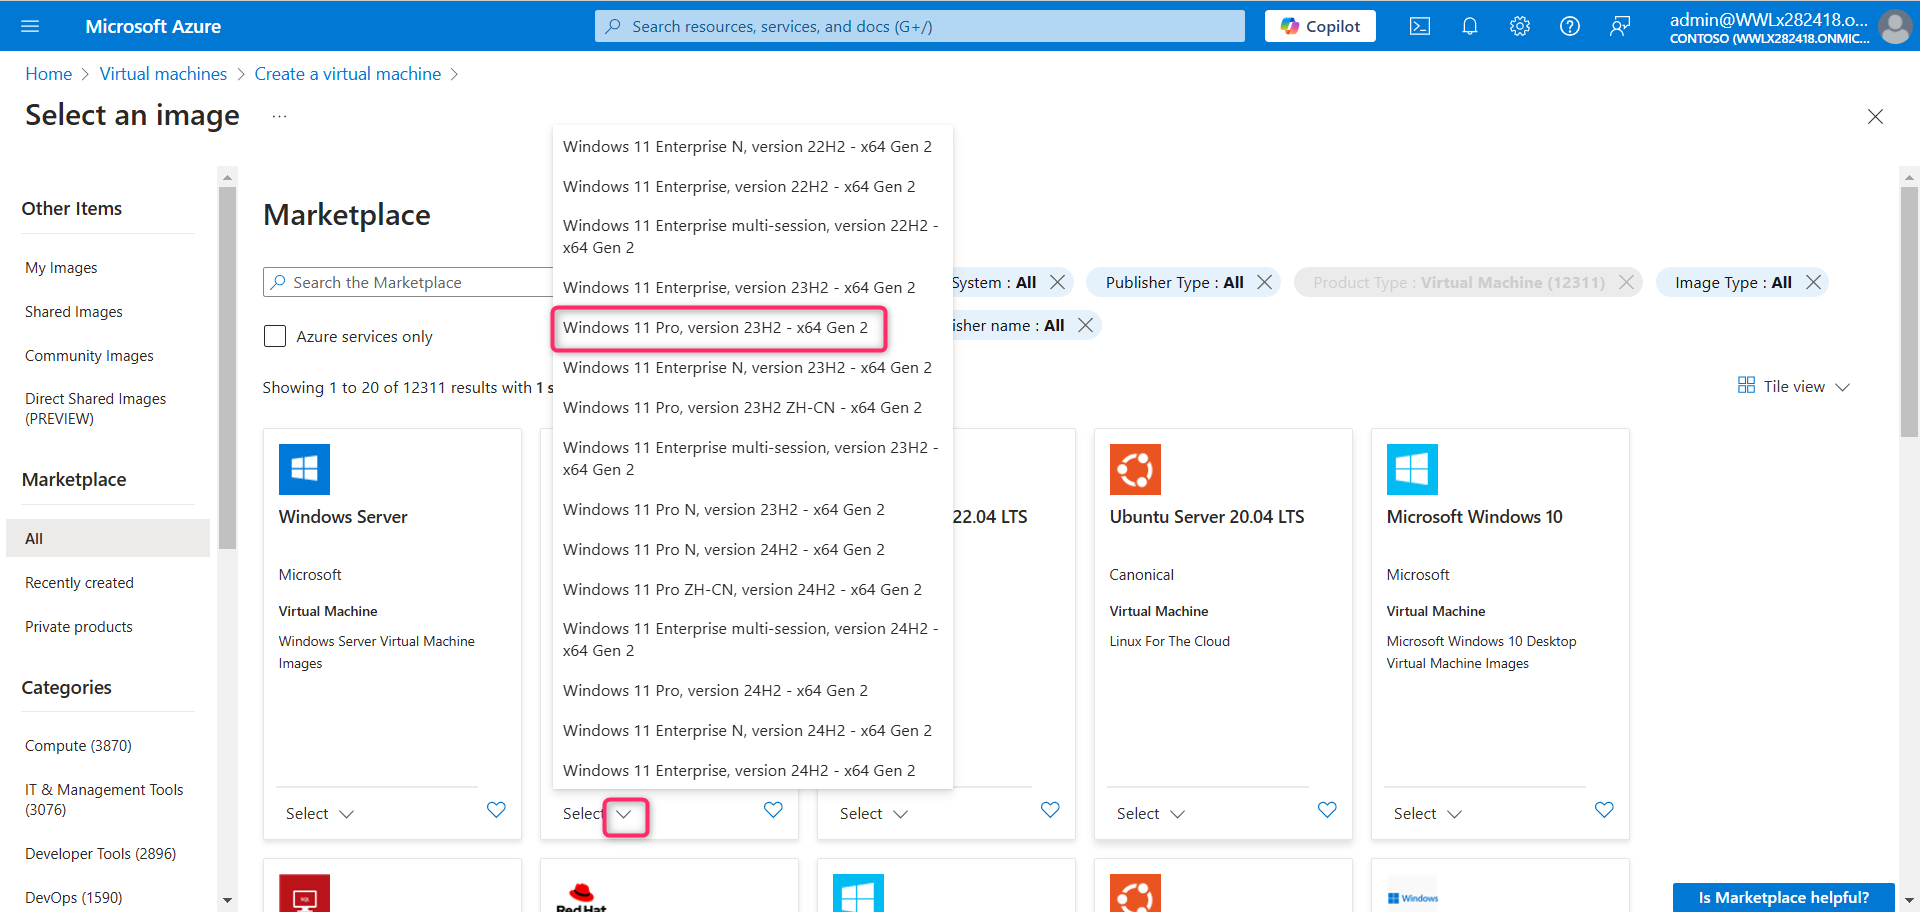 Microsoft Azure
Search resources, services, and docs (G+/)
Copilot
admin@WWLx282418.o...
CONTOSO (WWLX282418.ONMIC...
Home > Virtual machines > Create a virtual machine >
Select an image
...
Other Items
My Images
Shared Images
Community Images
Direct Shared Images
(PREVIEW)
Marketplace
All
Recently created
Private products
Categories
Compute (3870)
IT & Management Tools
(3076)
Developer Tools (2896)
DevOps (1590)
Marketplace
Search the Marketplace
System : All
Publisher Type : All
Product Type : Virtual Machine (12311)
Image Type : All
Azure services only
isher name : All
Showing 1 to 20 of 12311 results with 1 s
Tile view
Windows 11 Enterprise N, version 22H2 - x64 Gen 2
Windows 11 Enterprise, version 22H2 - x64 Gen 2
Windows 11 Enterprise multi-session, version 22H2 -
x64 Gen 2
Windows 11 Enterprise, version 23H2 - x64 Gen 2
Windows 11 Pro, version 23H2 - x64 Gen 2
Windows 11 Enterprise N, version 23H2 - x64 Gen 2
Windows 11 Pro, version 23H2 ZH-CN - x64 Gen 2
Windows 11 Enterprise multi-session, version 23H2 -
x64 Gen 2
Windows 11 Pro N, version 23H2 - x64 Gen 2
Windows 11 Pro N, version 24H2 - x64 Gen 2
Windows 11 Pro ZH-CN, version 24H2 - x64 Gen 2
Windows 11 Enterprise multi-session, version 24H2 -
x64 Gen 2
Windows 11 Pro, version 24H2 - x64 Gen 2
Windows 11 Enterprise N, version 24H2 - x64 Gen 2
Windows 11 Enterprise, version 24H2 - x64 Gen 2
Windows Server
Microsoft
Virtual Machine
Windows Server Virtual Machine
Images
Select
Select
22.04 LTS
Select
Ubuntu Server 20.04 LTS
Canonical
Virtual Machine
Linux For The Cloud
Select
Microsoft Windows 10
Microsoft
Virtual Machine
Microsoft Windows 10 Desktop
Virtual Machine Images
Select
SQL
Red Hat
Windows
Is Marketplace helpful?